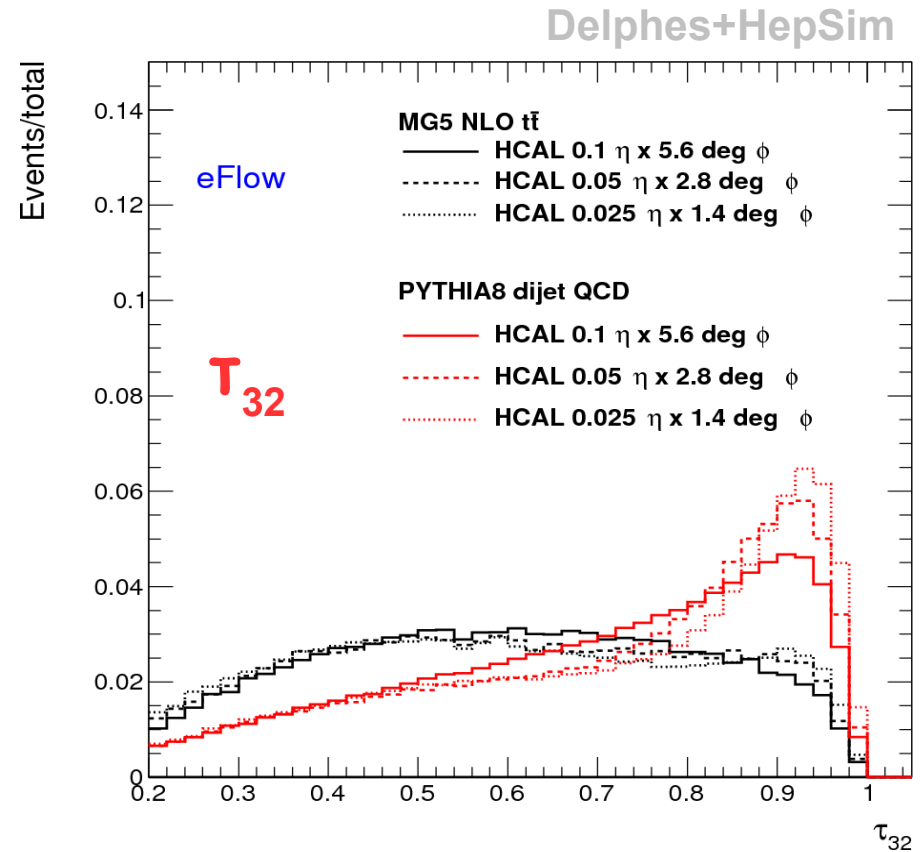 Delphes+HepSim
Events/total
0.14
0.12
0.1
0.08
0.06
0.04
0.02
0
eFlow
MG5 NLO tt̄
HCAL 0.1 η x 5.6 deg ϕ
HCAL 0.05 η x 2.8 deg ϕ
HCAL 0.025 η x 1.4 deg ϕ
PYTHIA8 dijet QCD
HCAL 0.1 η x 5.6 deg ϕ
HCAL 0.05 η x 2.8 deg ϕ
HCAL 0.025 η x 1.4 deg ϕ
τ32
0.2 0.3 0.4 0.5 0.6 0.7 0.8 0.9 1
τ32